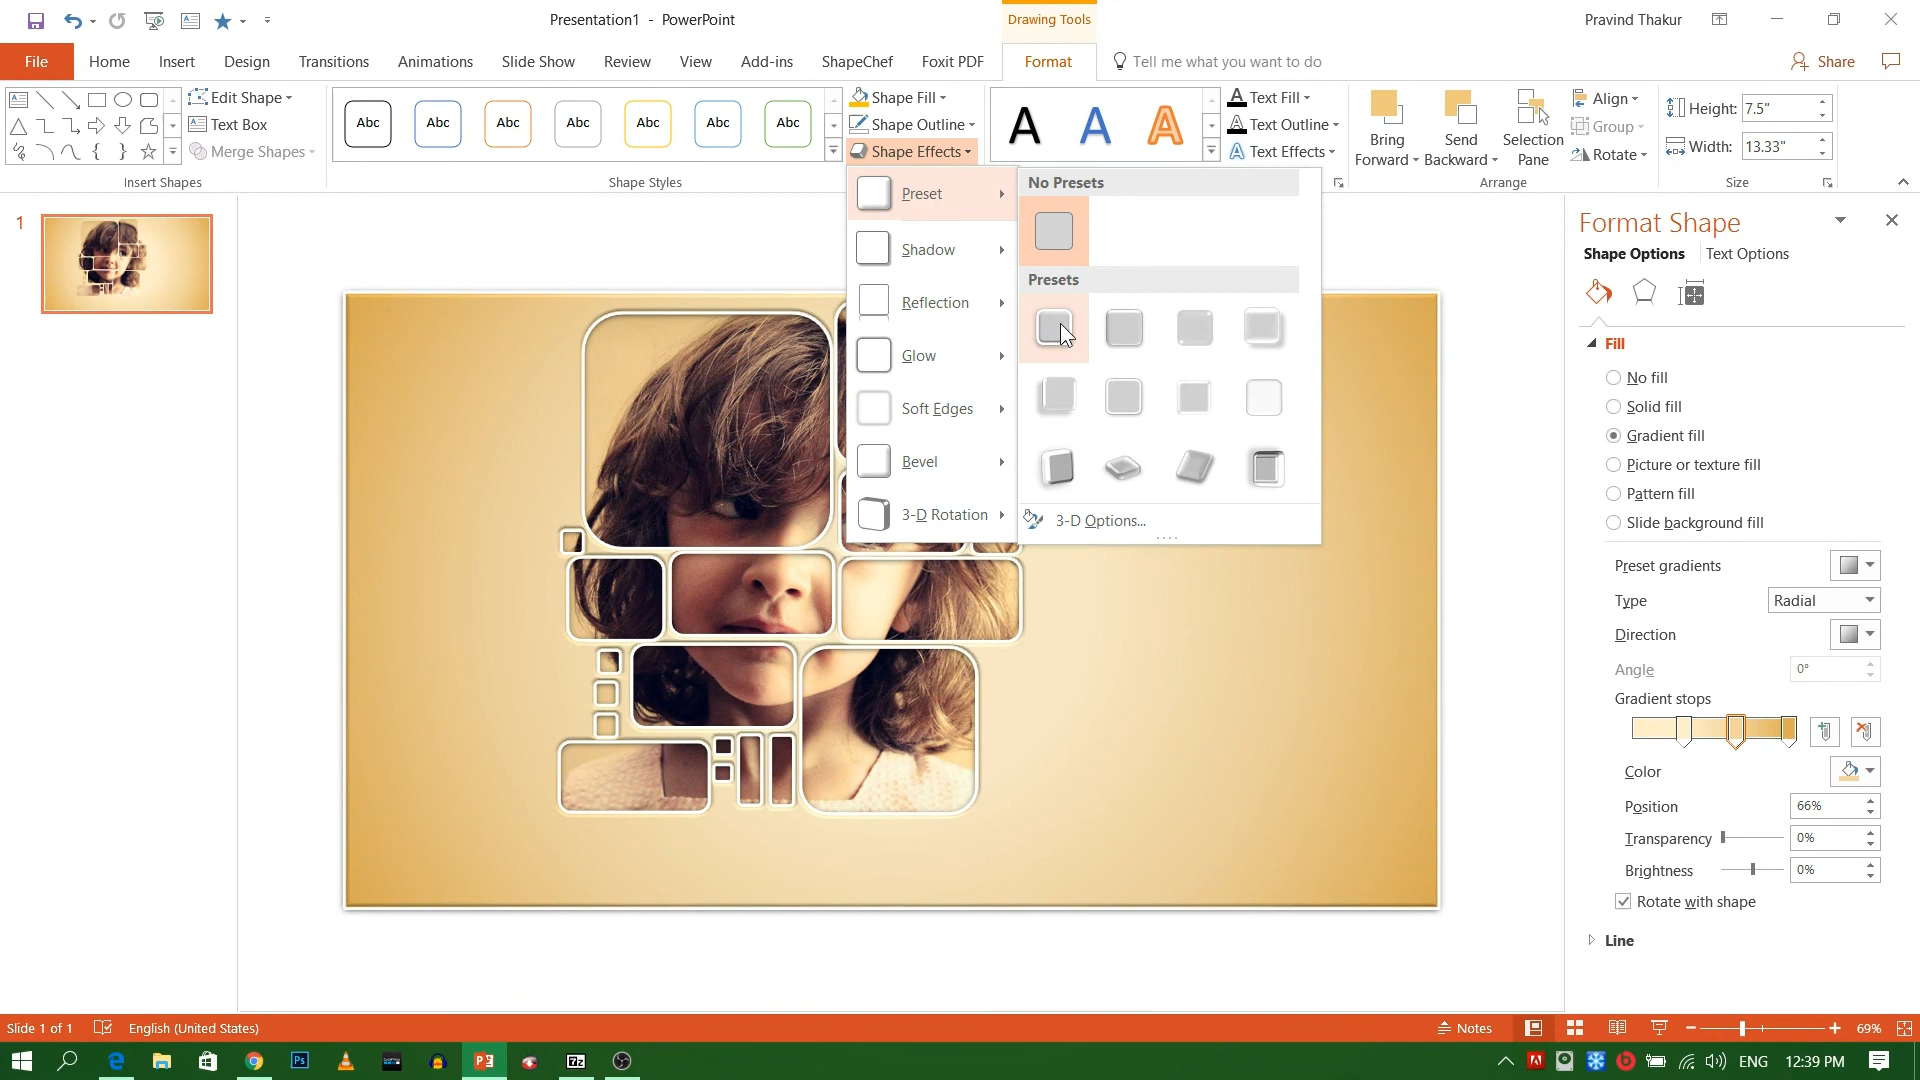 Presentation1 - PowerPoint
Drawing Tools
Pravind Thakur
File Home Insert Design Transitions Animations Slide Show Review View Add-ins ShapeChef Foxit PDF Format Tell me what you want to do Share
Edit Shape
Text Box
Merge Shapes
Insert Shapes
Abc Abc Abc Abc Abc Abc Abc
Shape Fill
Shape Outline
Shape Effects
Shape Styles
A A A
Text Fill
Text Outline
Text Effects
Bring Forward
Send Backward
Selection Pane
Align
Group
Rotate
Arrange
Height: 7.5"
Width: 13.33"
Size
1
Preset
Shadow
Reflection
Glow
Soft Edges
Bevel
3-D Rotation
No Presets
Presets
3-D Options...
Format Shape
Shape Options Text Options
Fill
No fill
Solid fill
Gradient fill
Picture or texture fill
Pattern fill
Slide background fill
Preset gradients
Type Radial
Direction
Angle 0°
Gradient stops
Color
Position 66%
Transparency 0%
Brightness 0%
Rotate with shape
Line
Slide 1 of 1 English (United States) Notes 69%
ENG 12:39 PM